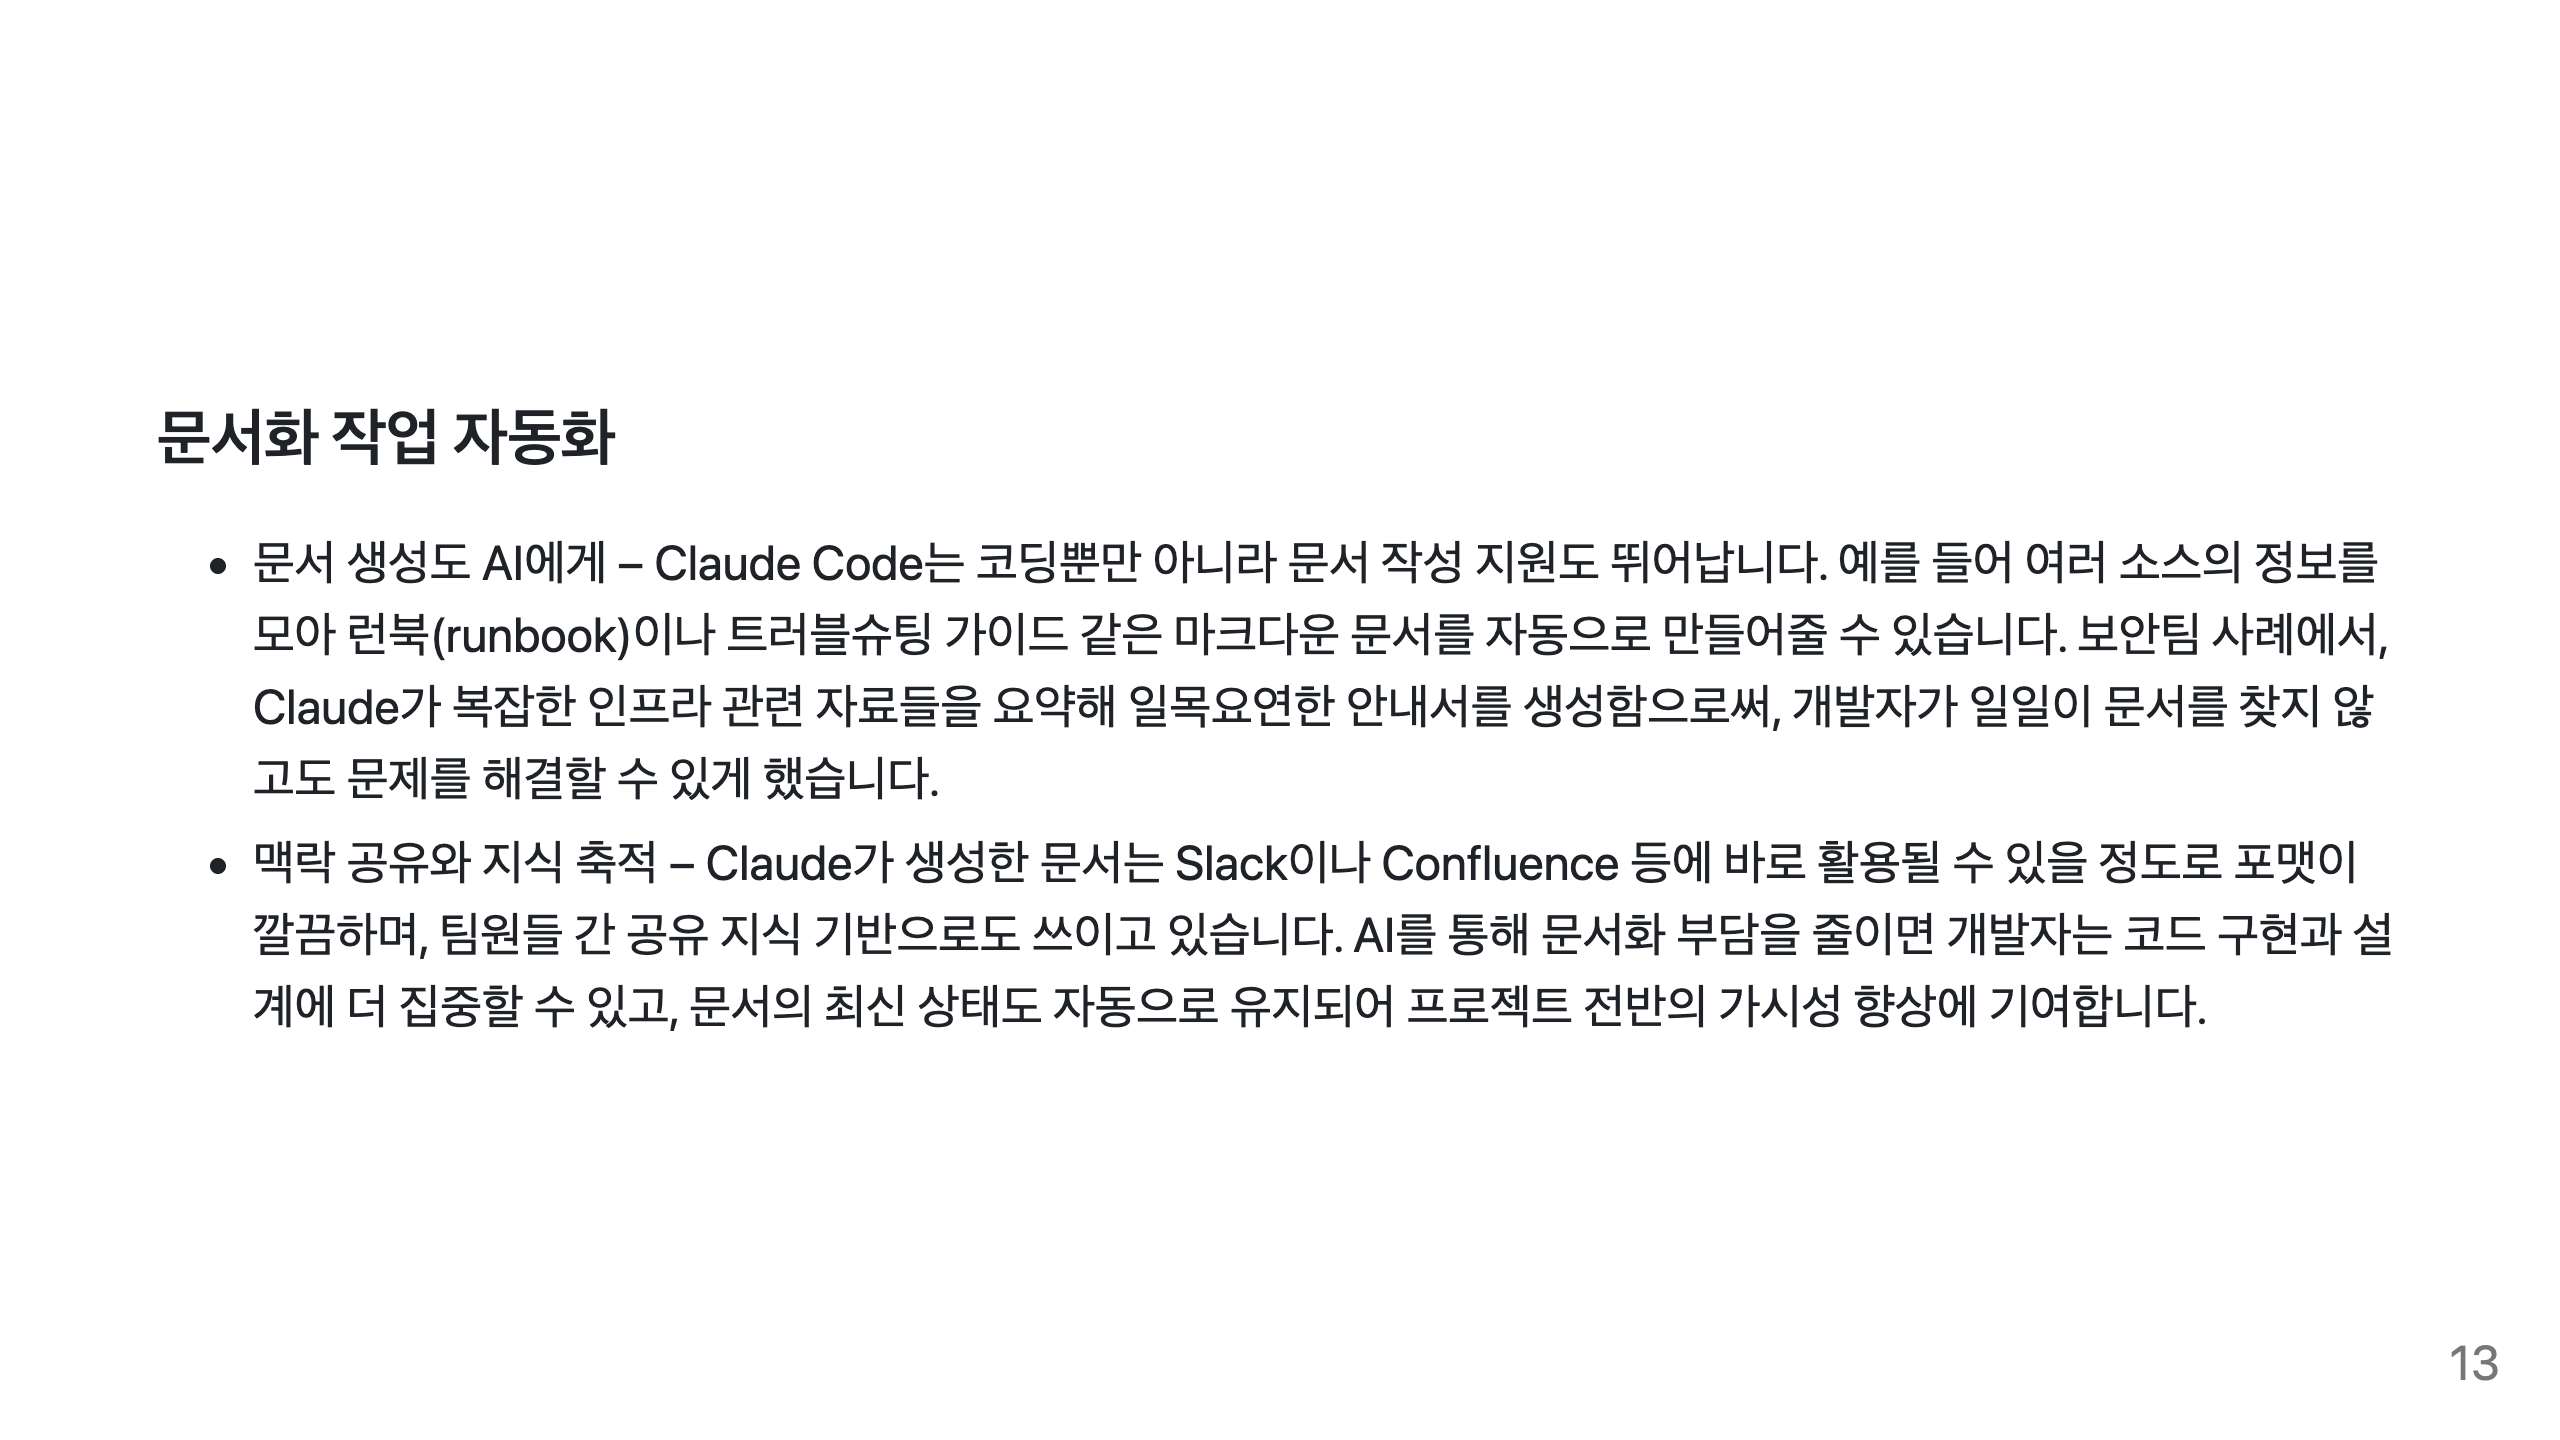 문서화 작업 자동화
• 문서 생성도 AI에게 – Claude Code는 코딩뿐만 아니라 문서 작성 지원도 뛰어납니다. 예를 들어 여러 소스의 정보를
모아 런북(runbook)이나 트러블슈팅 가이드 같은 마크다운 문서를 자동으로 만들어줄 수 있습니다. 보안팀 사례에서,
Claude가 복잡한 인프라 관련 자료들을 요약해 일목요연한 안내서를 생성함으로써, 개발자가 일일이 문서를 찾지 않
고도 문제를 해결할 수 있게 했습니다.
• 맥락 공유와 지식 축적 – Claude가 생성한 문서는 Slack이나 Confluence 등에 바로 활용될 수 있을 정도로 포맷이
깔끔하며, 팀원들 간 공유 지식 기반으로도 쓰이고 있습니다. AI를 통해 문서화 부담을 줄이면 개발자는 코드 구현과 설
계에 더 집중할 수 있고, 문서의 최신 상태도 자동으로 유지되어 프로젝트 전반의 가시성 향상에 기여합니다.
13